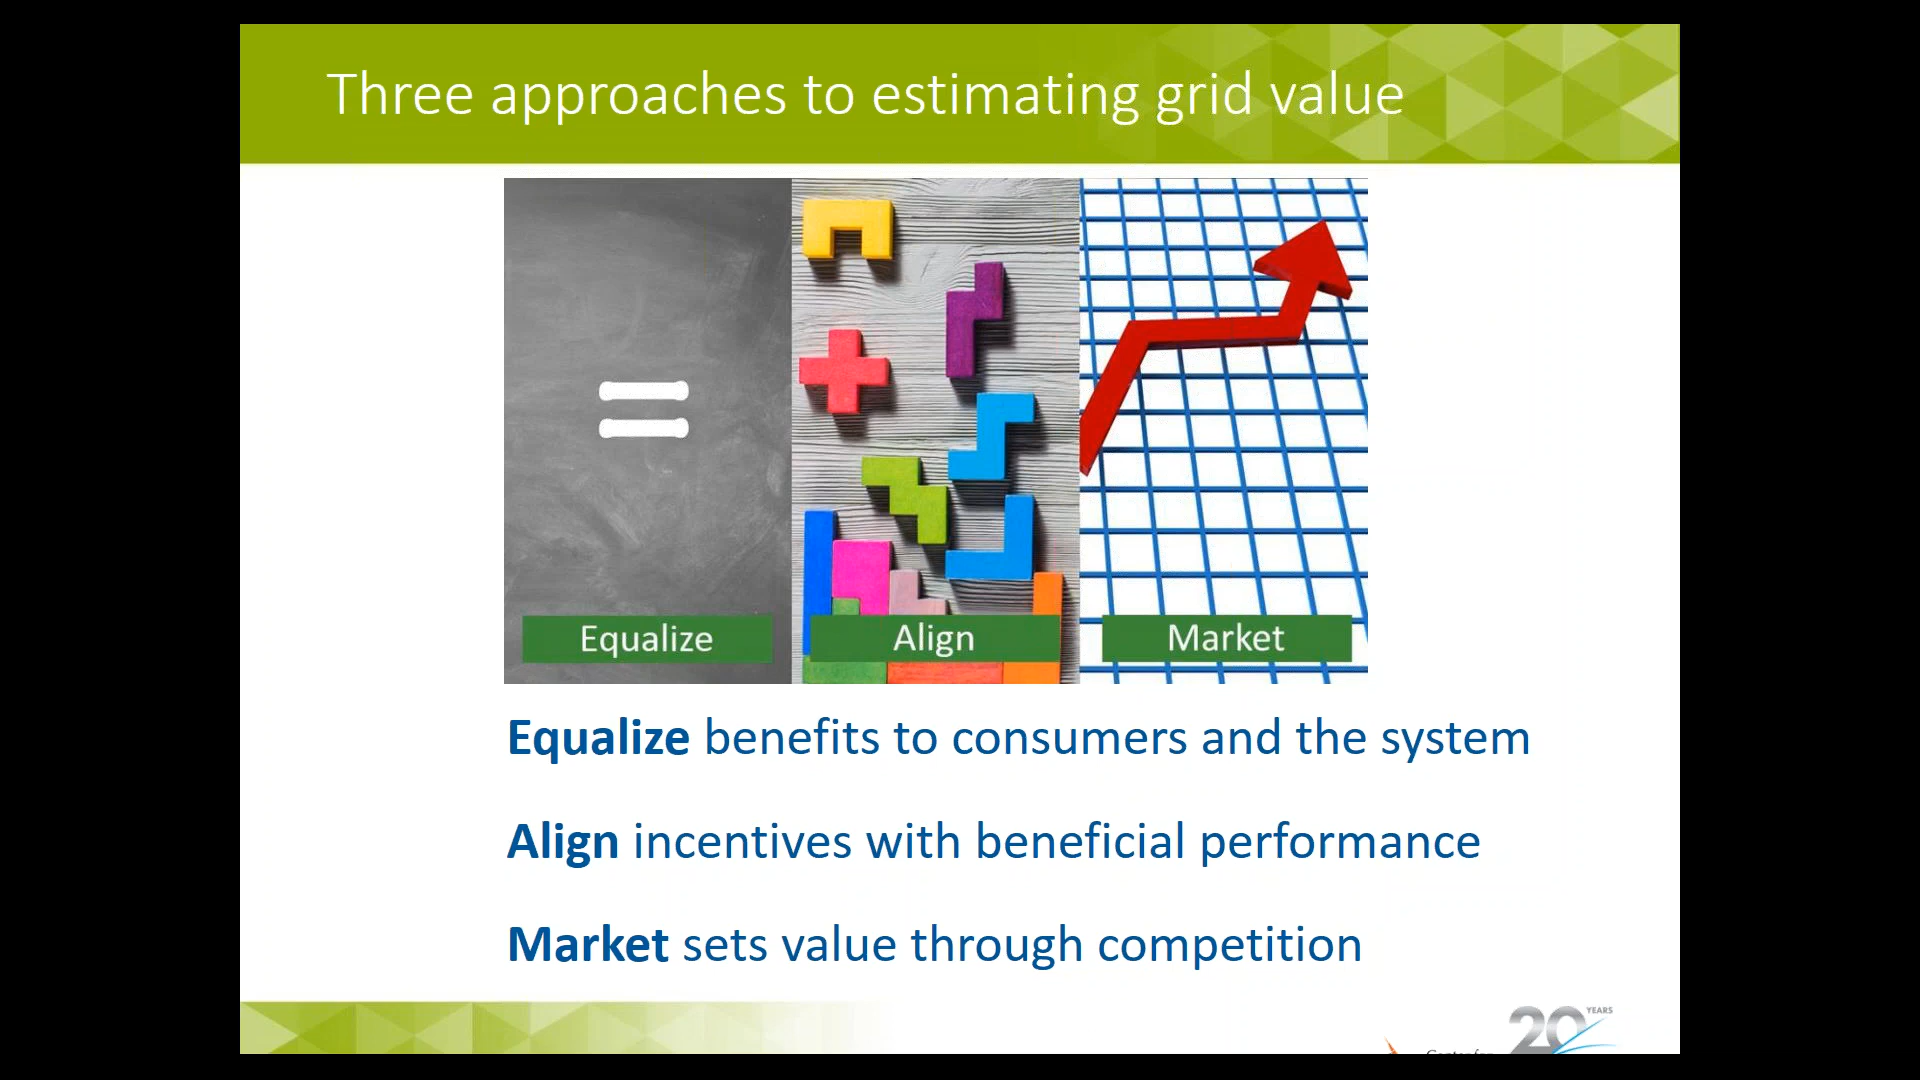 Three approaches to estimating grid value
Equalize
Align
Market
Equalize benefits to consumers and the system
Align incentives with beneficial performance
Market sets value through competition
20 YEARS